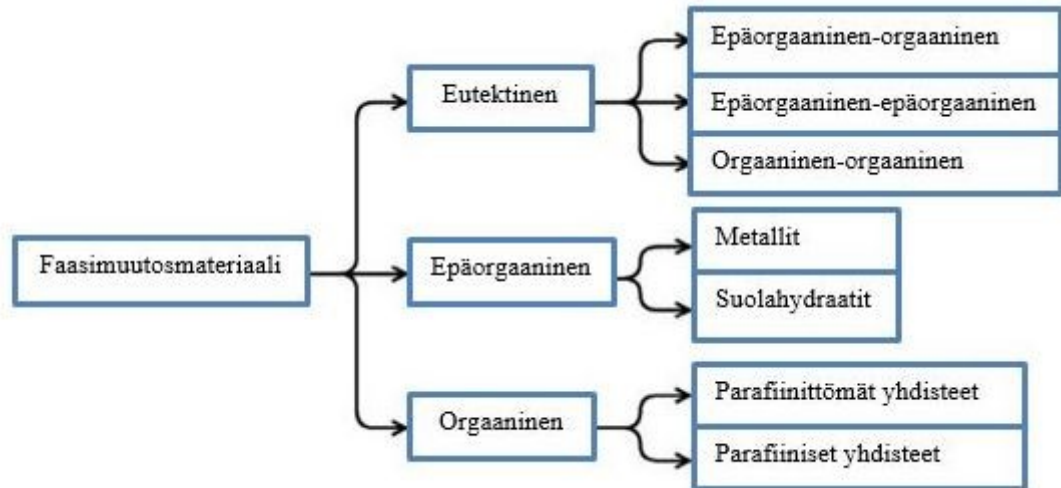 Faasimuutosmateriaali
Eutektinen
Epäorgaaninen-orgaaninen
Epäorgaaninen-epäorgaaninen
Orgaaninen-orgaaninen
Epäorgaaninen
Metallit
Suolahydraatit
Orgaaninen
Parafiinittömät yhdisteet
Parafiiniset yhdisteet